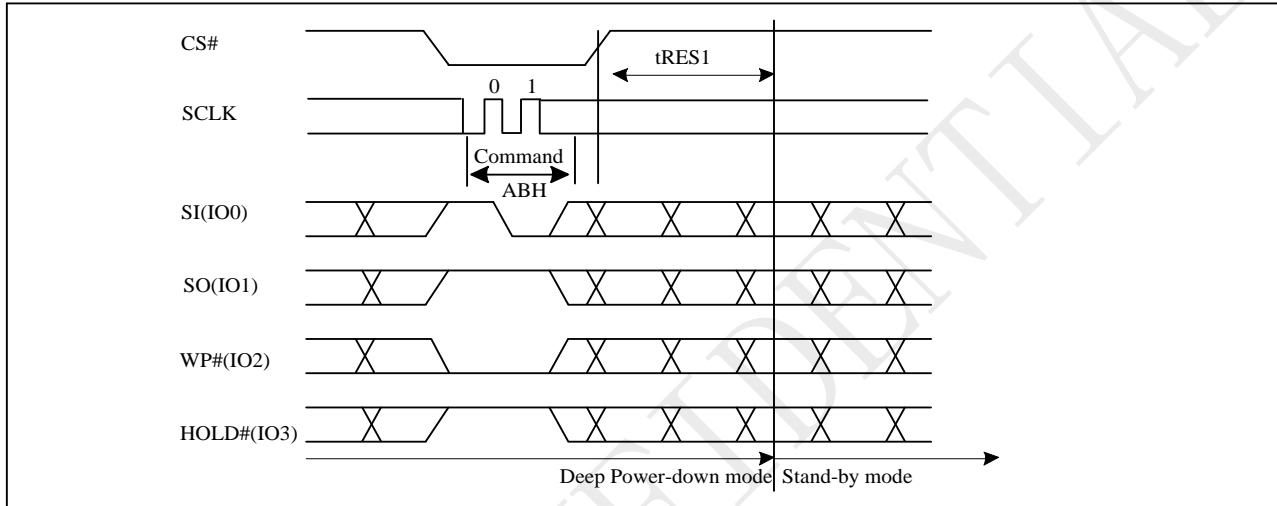 CS#
tRES1
0 1
SCLK
Command
ABH
SI(IO0)
SO(IO1)
WP#(IO2)
HOLD#(IO3)
Deep Power-down mode Stand-by mode